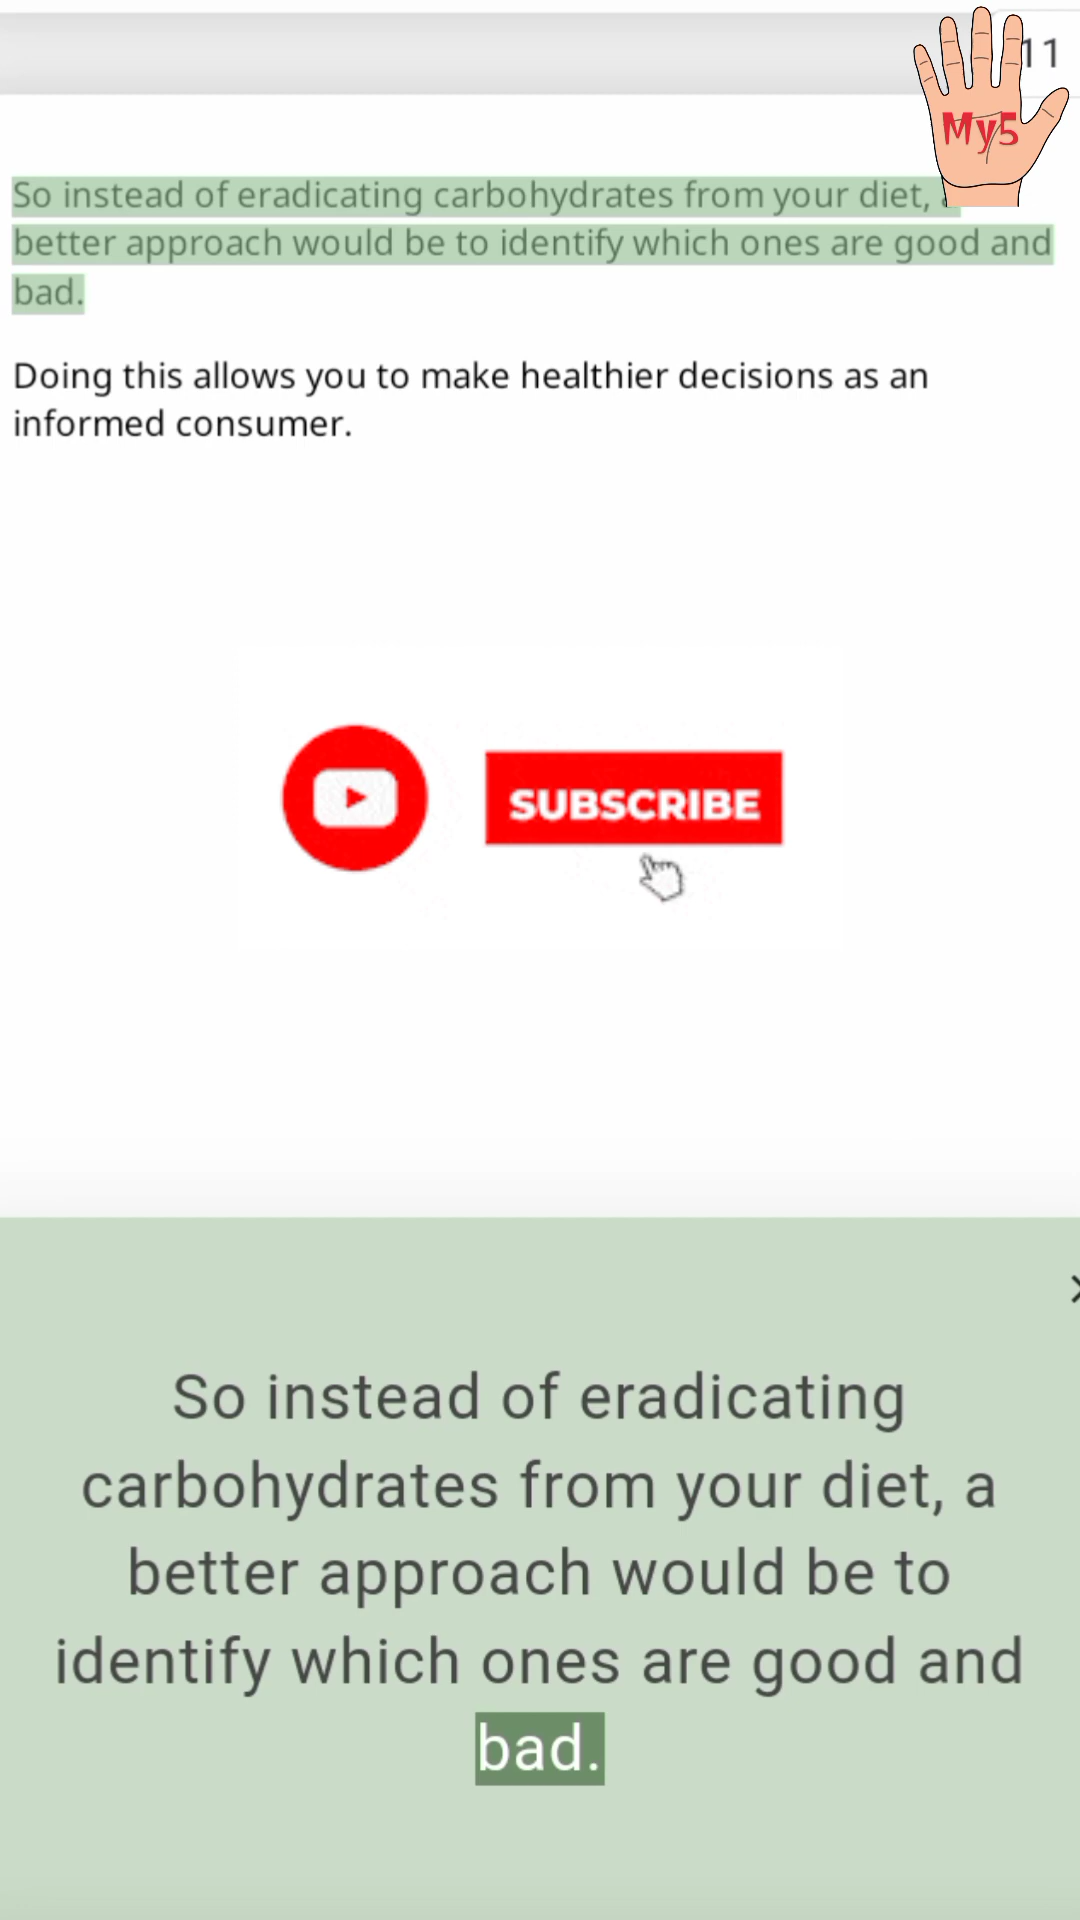 11
My5
So instead of eradicating carbohydrates from your diet,
better approach would be to identify which ones are good and
bad.
Doing this allows you to make healthier decisions as an
informed consumer.
SUBSCRIBE
So instead of eradicating
carbohydrates from your diet, a
better approach would be to
identify which ones are good and
bad.